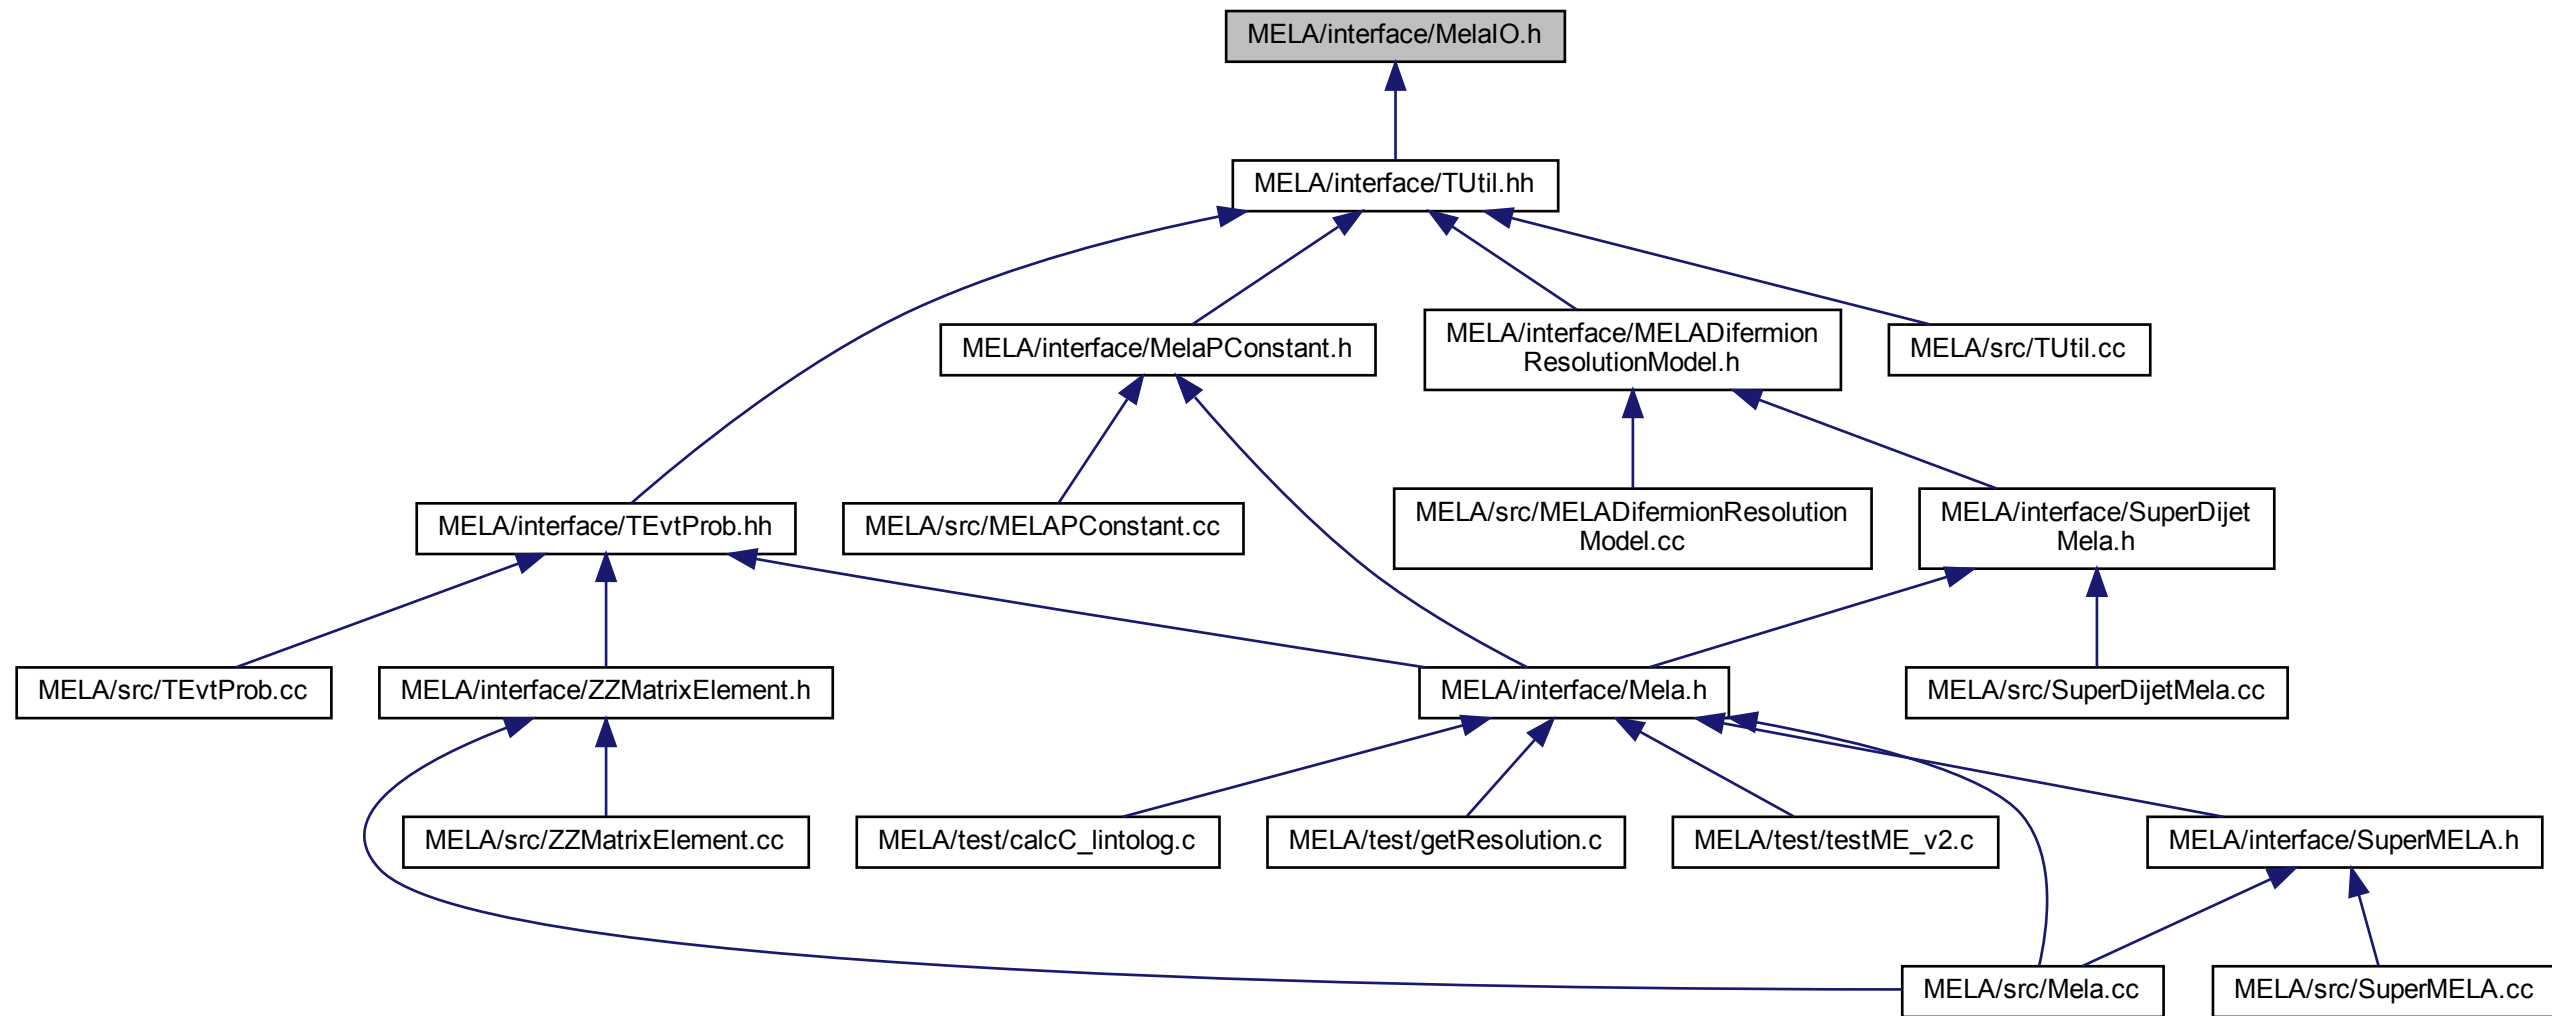 MELA/interface/MelaIO.h
MELA/interface/TUtil.hh
MELA/interface/MelaPConstant.h
MELA/interface/MELADifermion
ResolutionModel.h
MELA/src/TUtil.cc
MELA/interface/TEvtProb.hh
MELA/src/MELAPConstant.cc
MELA/src/MELADifermionResolution
Model.cc
MELA/interface/SuperDijet
Mela.h
MELA/src/TEvtProb.cc
MELA/interface/ZZMatrixElement.h
MELA/interface/Mela.h
MELA/src/SuperDijetMela.cc
MELA/src/ZZMatrixElement.cc
MELA/test/calcC_lintolog.c
MELA/test/getResolution.c
MELA/test/testME_v2.c
MELA/interface/SuperMELA.h
MELA/src/Mela.cc
MELA/src/SuperMELA.cc